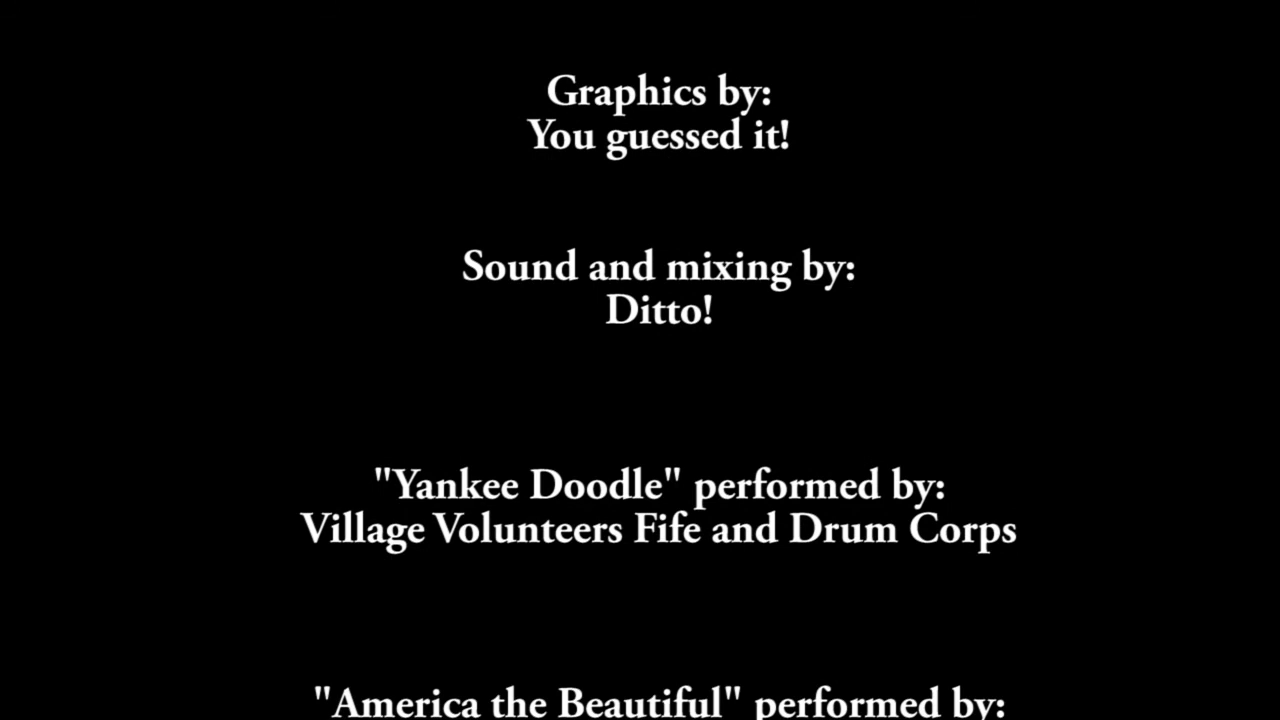 Graphics by:
You guessed it!
Sound and mixing by:
Ditto!
"Yankee Doodle" performed by:
Village Volunteers Fife and Drum Corps
"America the Beautiful" performed by: